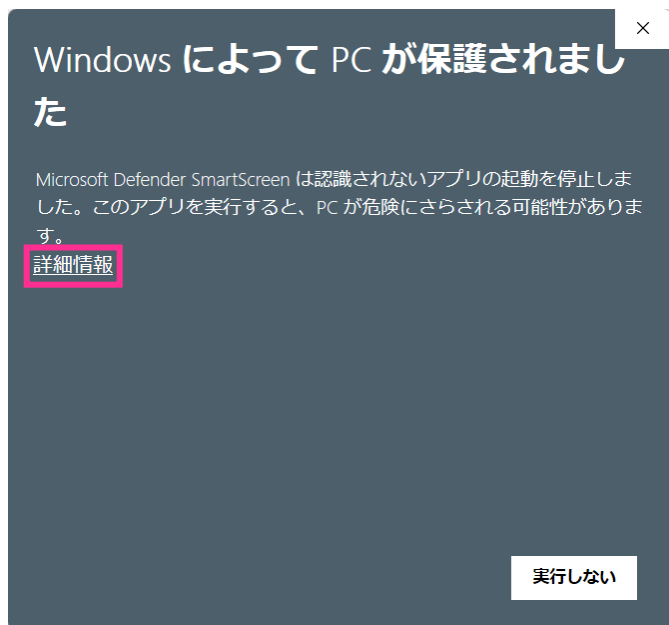 Windows によって PC が保護されまし
た
Microsoft Defender SmartScreen は認識されないアプリの起動を停止しま
した。このアプリを実行すると、PC が危険にさらされる可能性がありま
す。
詳細情報
実行しない